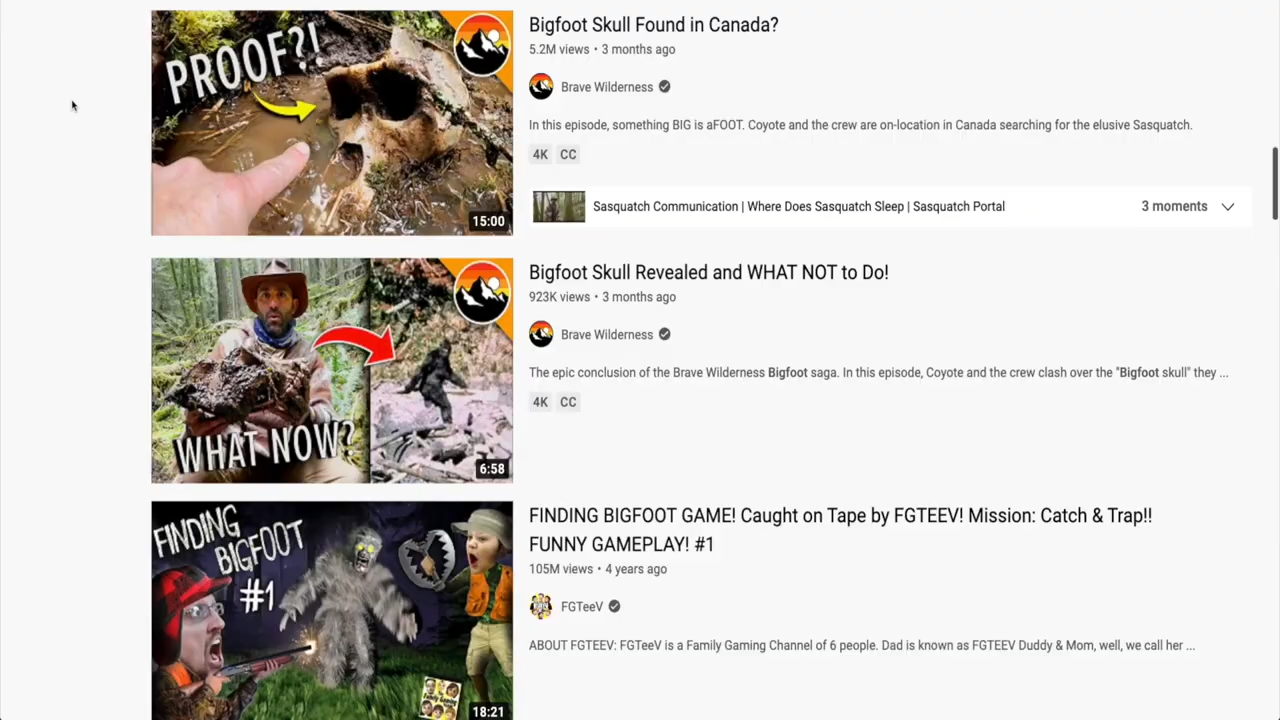 PROOF?!
15:00
Bigfoot Skull Found in Canada?
5.2M views • 3 months ago
Brave Wilderness
In this episode, something BIG is aFOOT. Coyote and the crew are on-location in Canada searching for the elusive Sasquatch.
4K CC
Sasquatch Communication | Where Does Sasquatch Sleep | Sasquatch Portal 3 moments
WHAT NOW?
6:58
Bigfoot Skull Revealed and WHAT NOT to Do!
923K views • 3 months ago
Brave Wilderness
The epic conclusion of the Brave Wilderness Bigfoot saga. In this episode, Coyote and the crew clash over the "Bigfoot skull" they ...
4K CC
FINDING
BIGFOOT
#1
18:21
FINDING BIGFOOT GAME! Caught on Tape by FGTEEV! Mission: Catch & Trap!!
FUNNY GAMEPLAY! #1
105M views • 4 years ago
FGTeeV
ABOUT FGTEEV: FGTeeV is a Family Gaming Channel of 6 people. Dad is known as FGTEEV Duddy & Mom, well, we call her ...